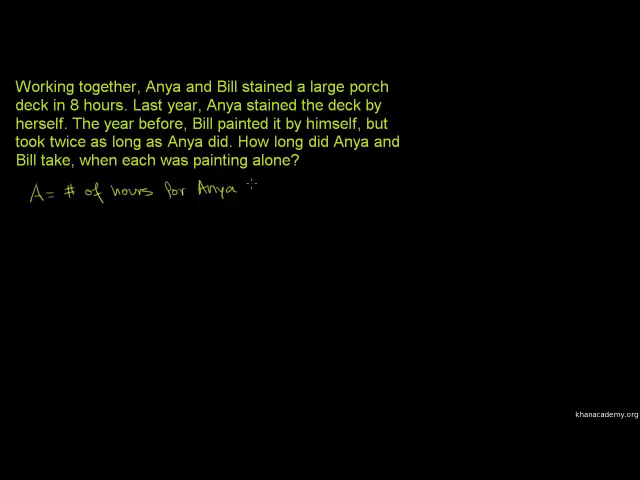 Working together, Anya and Bill stained a large porch
deck in 8 hours. Last year, Anya stained the deck by
herself. The year before, Bill painted it by himself, but
took twice as long as Anya did. How long did Anya and
Bill take, when each was painting alone?
A = # of hours for Anya
khanacademy.org